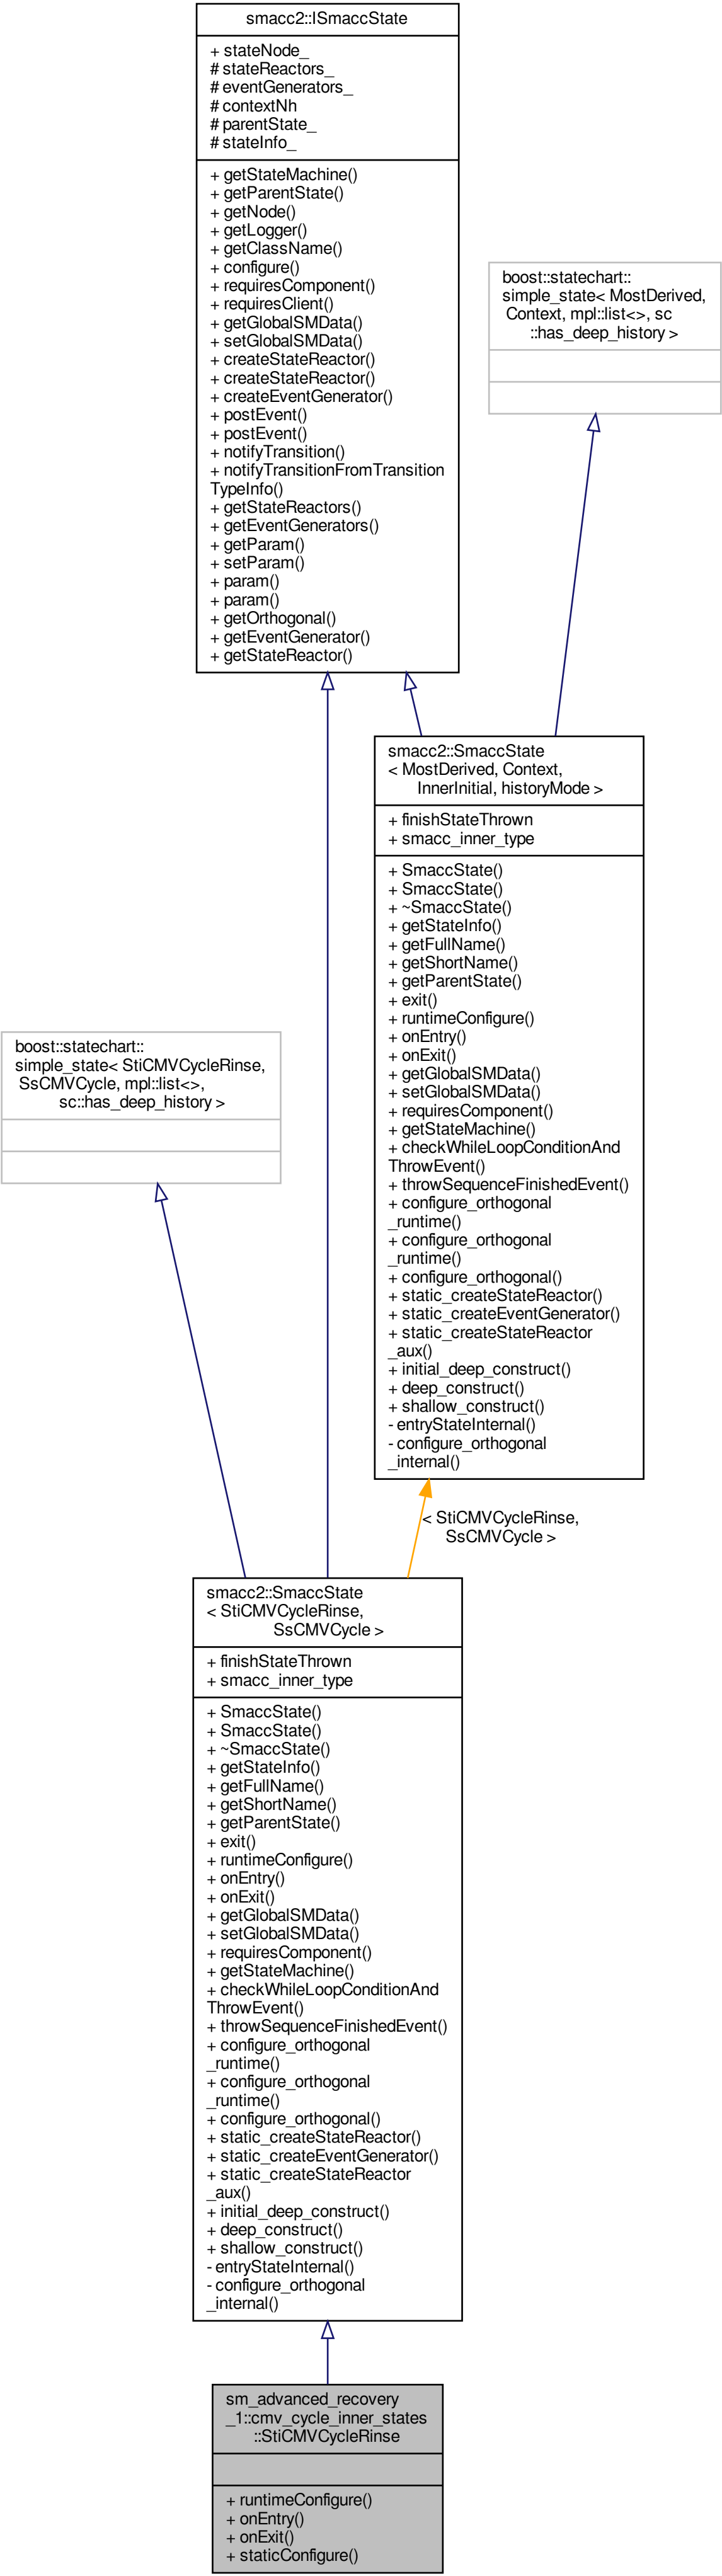 smacc2::ISmaccState
+ stateNode_
# stateReactors_
# eventGenerators_
# contextNh
# parentState_
# stateInfo_
+ getStateMachine()
+ getParentState()
+ getNode()
+ getLogger()
+ getClassName()
+ configure()
+ requiresComponent()
+ requiresClient()
+ getGlobalSMData()
+ setGlobalSMData()
+ createStateReactor()
+ createStateReactor()
+ createEventGenerator()
+ postEvent()
+ postEvent()
+ notifyTransition()
+ notifyTransitionFromTransition
TypeInfo()
+ getStateReactors()
+ getEventGenerators()
+ getParam()
+ setParam()
+ param()
+ param()
+ getOrthogonal()
+ getEventGenerator()
+ getStateReactor()
boost::statechart::
simple_state< MostDerived,
Context, mpl::list<>, sc
::has_deep_history >
smacc2::SmaccState
< MostDerived, Context,
InnerInitial, historyMode >
+ finishStateThrown
+ smacc_inner_type
+ SmaccState()
+ SmaccState()
+ ~SmaccState()
+ getStateInfo()
+ getFullName()
+ getShortName()
+ getParentState()
+ exit()
+ runtimeConfigure()
+ onEntry()
+ onExit()
+ getGlobalSMData()
+ setGlobalSMData()
+ requiresComponent()
+ getStateMachine()
+ checkWhileLoopConditionAnd
ThrowEvent()
+ throwSequenceFinishedEvent()
+ configure_orthogonal
_runtime()
+ configure_orthogonal
_runtime()
+ configure_orthogonal()
+ static_createStateReactor()
+ static_createEventGenerator()
+ static_createStateReactor
_aux()
+ initial_deep_construct()
+ deep_construct()
+ shallow_construct()
- entryStateInternal()
- configure_orthogonal
_internal()
boost::statechart::
simple_state< StiCMVCycleRinse,
SsCMVCycle, mpl::list<>,
sc::has_deep_history >
< StiCMVCycleRinse,
SsCMVCycle >
smacc2::SmaccState
< StiCMVCycleRinse,
SsCMVCycle >
+ finishStateThrown
+ smacc_inner_type
+ SmaccState()
+ SmaccState()
+ ~SmaccState()
+ getStateInfo()
+ getFullName()
+ getShortName()
+ getParentState()
+ exit()
+ runtimeConfigure()
+ onEntry()
+ onExit()
+ getGlobalSMData()
+ setGlobalSMData()
+ requiresComponent()
+ getStateMachine()
+ checkWhileLoopConditionAnd
ThrowEvent()
+ throwSequenceFinishedEvent()
+ configure_orthogonal
_runtime()
+ configure_orthogonal
_runtime()
+ configure_orthogonal()
+ static_createStateReactor()
+ static_createEventGenerator()
+ static_createStateReactor
_aux()
+ initial_deep_construct()
+ deep_construct()
+ shallow_construct()
- entryStateInternal()
- configure_orthogonal
_internal()
sm_advanced_recovery
_1::cmv_cycle_inner_states
::StiCMVCycleRinse
+ runtimeConfigure()
+ onEntry()
+ onExit()
+ staticConfigure()